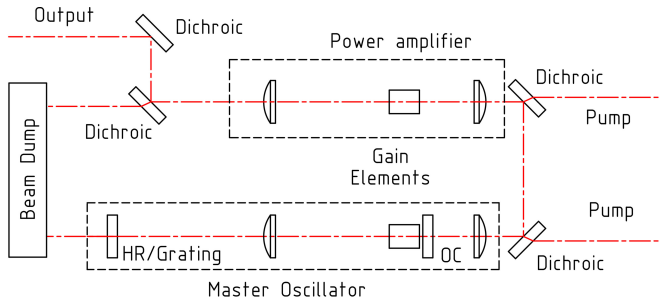 Output
Dichroic
Power amplifier
Dichroic
Dichroic
Pump
Beam Dump
Gain
Elements
Pump
HR/Grating
OC
Dichroic
Master Oscillator